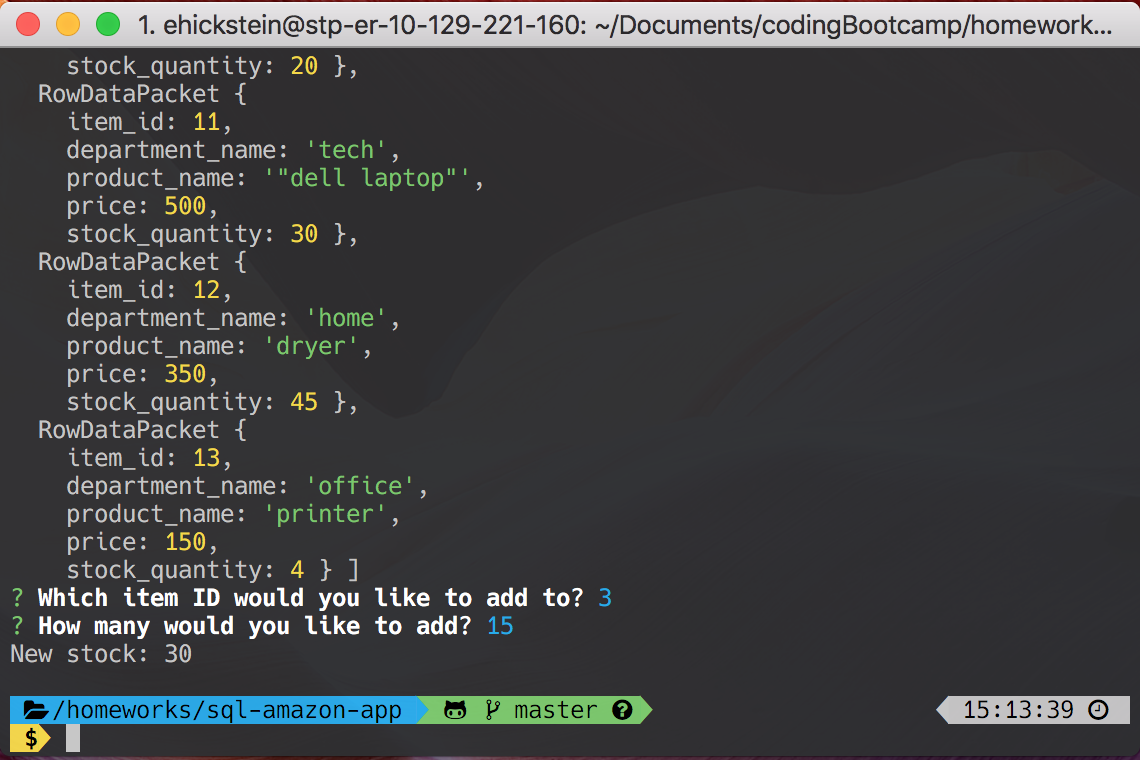 1. ehickstein@stp-er-10-129-221-160: ~/Documents/codingBootcamp/homework...
stock_quantity: 20 },
RowDataPacket {
item_id: 11,
department_name: 'tech',
product_name: '"dell laptop"',
price: 500,
stock_quantity: 30 },
RowDataPacket {
item_id: 12,
department_name: 'home',
product_name: 'dryer',
price: 350,
stock_quantity: 45 },
RowDataPacket {
item_id: 13,
department_name: 'office',
product_name: 'printer',
price: 150,
stock_quantity: 4 } ]
? Which item ID would you like to add to? 3
? How many would you like to add? 15
New stock: 30
/homeworks/sql-amazon-app master ? 15:13:39
$